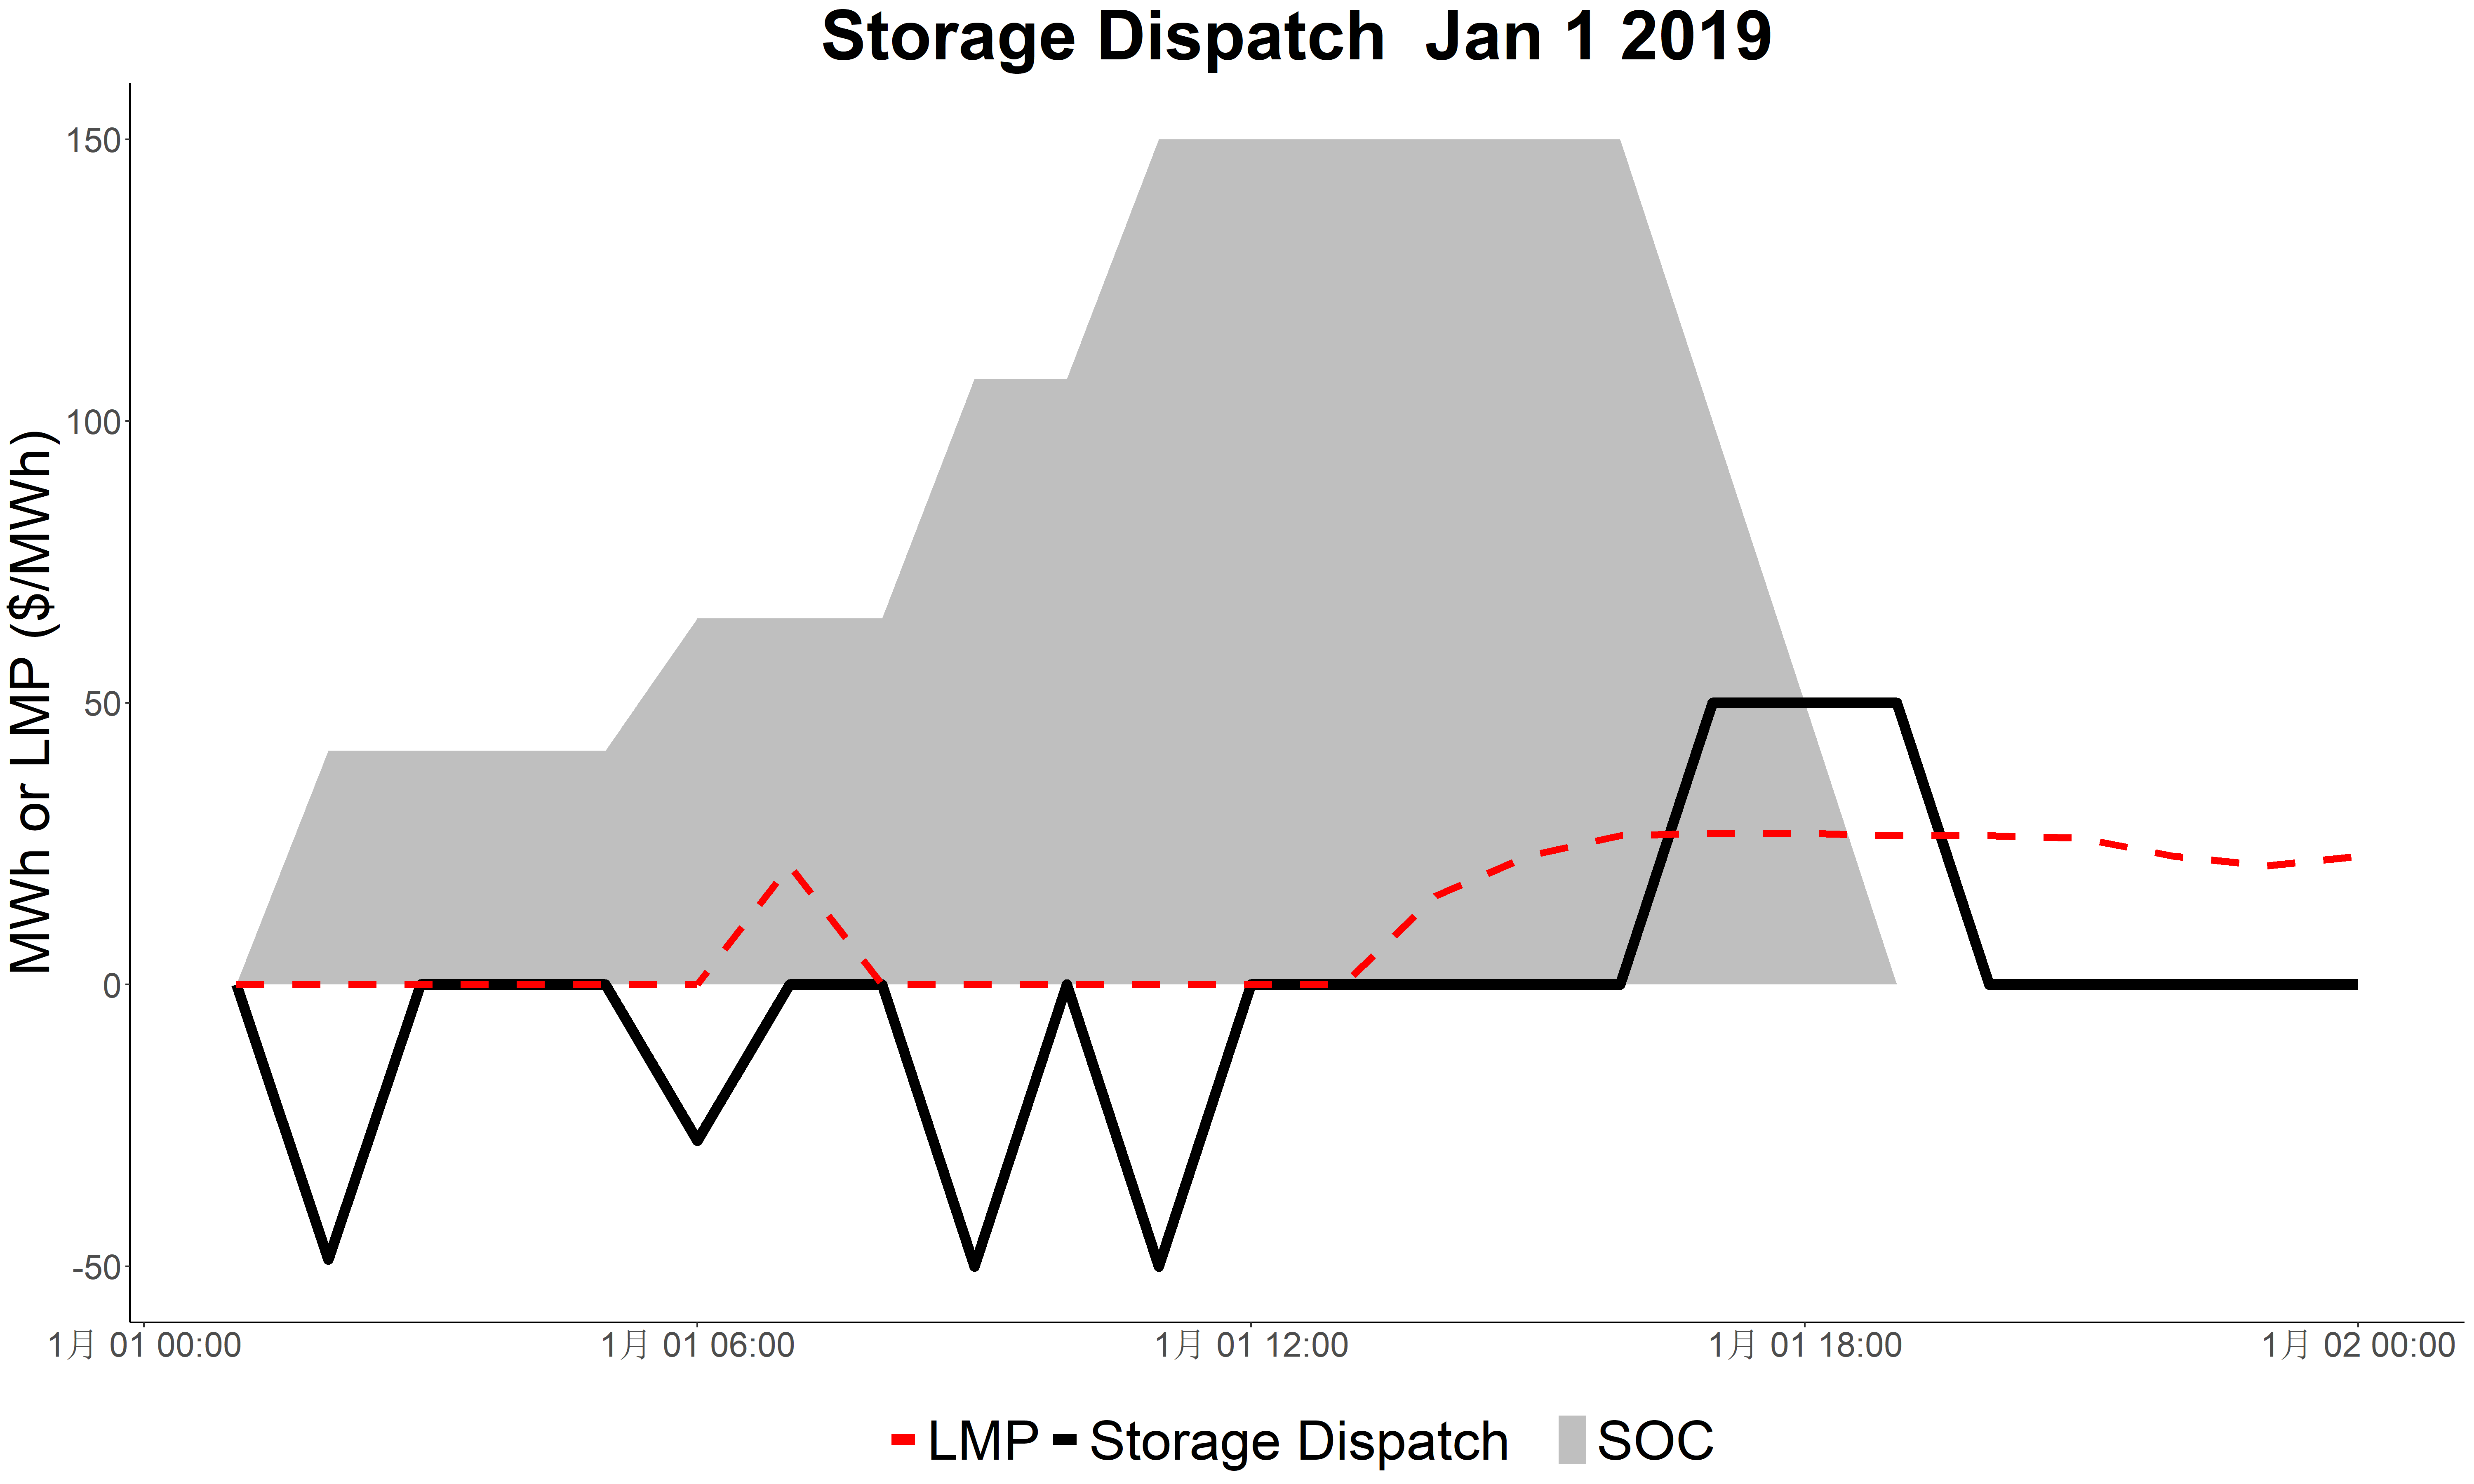 Storage Dispatch  Jan 1 2019
MWh or LMP ($/MWh)
150
100
50
0
-50
1月 01 00:00
1月 01 06:00
1月 01 12:00
1月 01 18:00
1月 02 00:00
LMP
Storage Dispatch
SOC